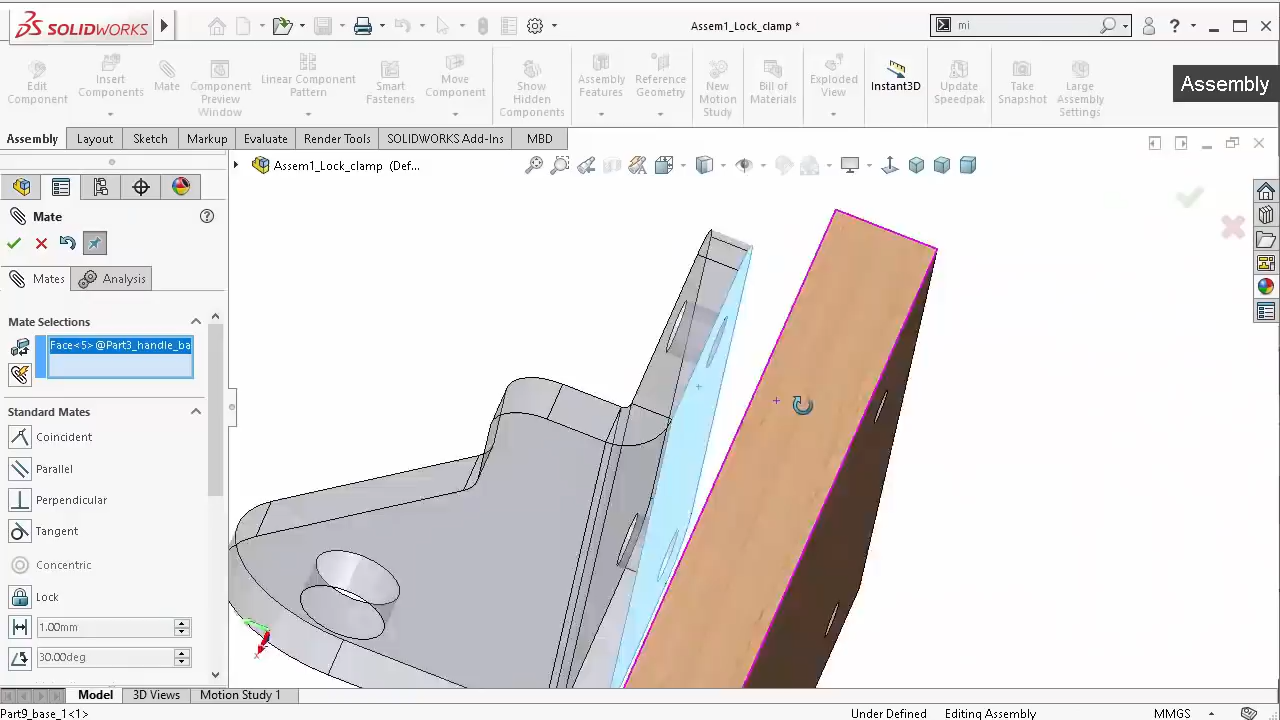 SOLIDWORKS
Assem1_Lock_clamp *
mi
?
Edit Component
Insert Components
Mate
Component Preview Window
Linear Component Pattern
Smart Fasteners
Move Component
Show Hidden Components
Assembly Features
Reference Geometry
New Motion Study
Bill of Materials
Exploded View
Instant3D
Update Speedpak
Take Snapshot
Large Assembly Settings
Assembly
Assembly Layout Sketch Markup Evaluate Render Tools SOLIDWORKS Add-Ins MBD
Assem1_Lock_clamp (Def...
Mate
?
Mates Analysis
Mate Selections
Face<5>@Part3_handle_ba
Standard Mates
Coincident
Parallel
Perpendicular
Tangent
Concentric
Lock
1.00mm
30.00deg
x
Model 3D Views Motion Study 1
Part9_base_1<1> Under Defined Editing Assembly MMGS